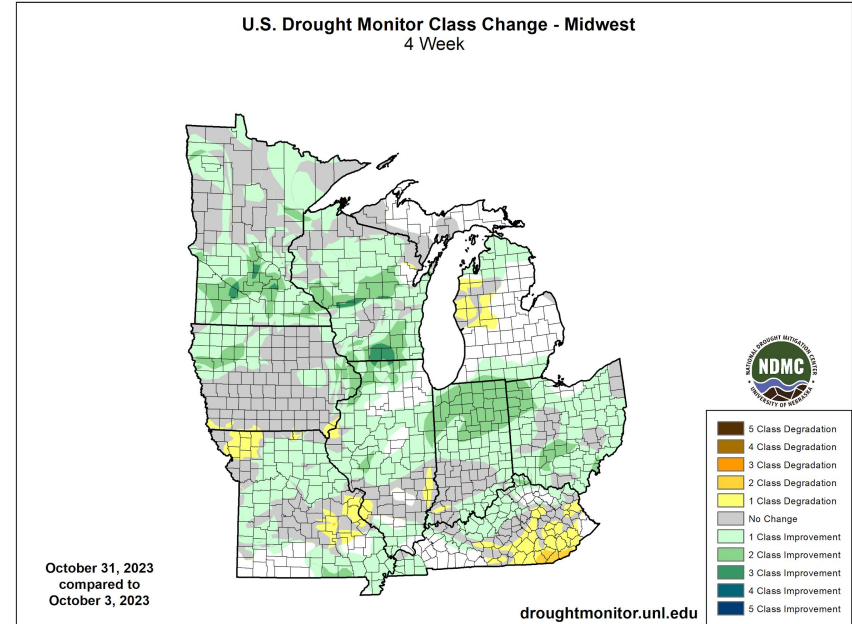 U.S. Drought Monitor Class Change - Midwest
4 Week
NATIONAL DROUGHT MITIGATION CENTER
NDMC
UNIVERSITY OF NEBRASKA
5 Class Degradation
4 Class Degradation
3 Class Degradation
2 Class Degradation
1 Class Degradation
No Change
1 Class Improvement
2 Class Improvement
3 Class Improvement
4 Class Improvement
5 Class Improvement
October 31, 2023
compared to
October 3, 2023
droughtmonitor.unl.edu